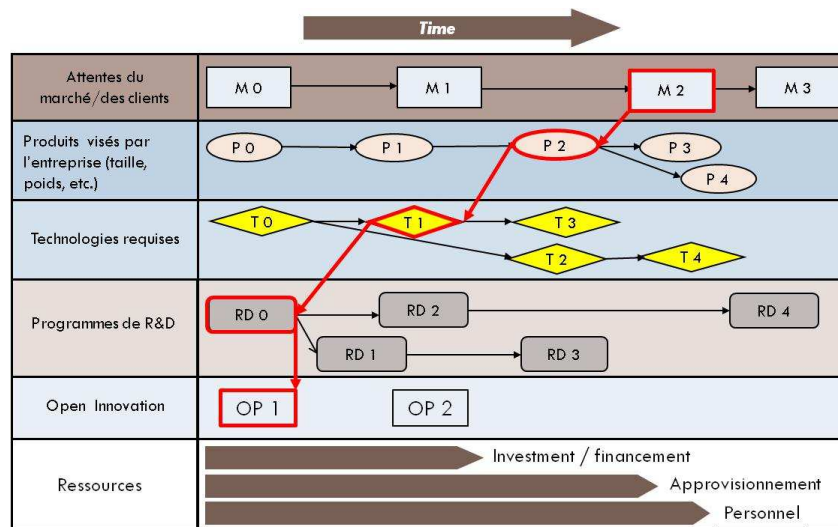 Time
Attentes du
marché/des clients
M 0
M 1
M 2
M 3
Produits visés par
l'entreprise (taille,
poids, etc.)
P 0
P 1
P 2
P 3
P 4
Technologies requises
T 0
T 1
T 3
T 2
T 4
Programmes de R&D
RD 0
RD 2
RD 4
RD 1
RD 3
Open Innovation
OP 1
OP 2
Ressources
Investment / financement
Approvisionnement
Personnel